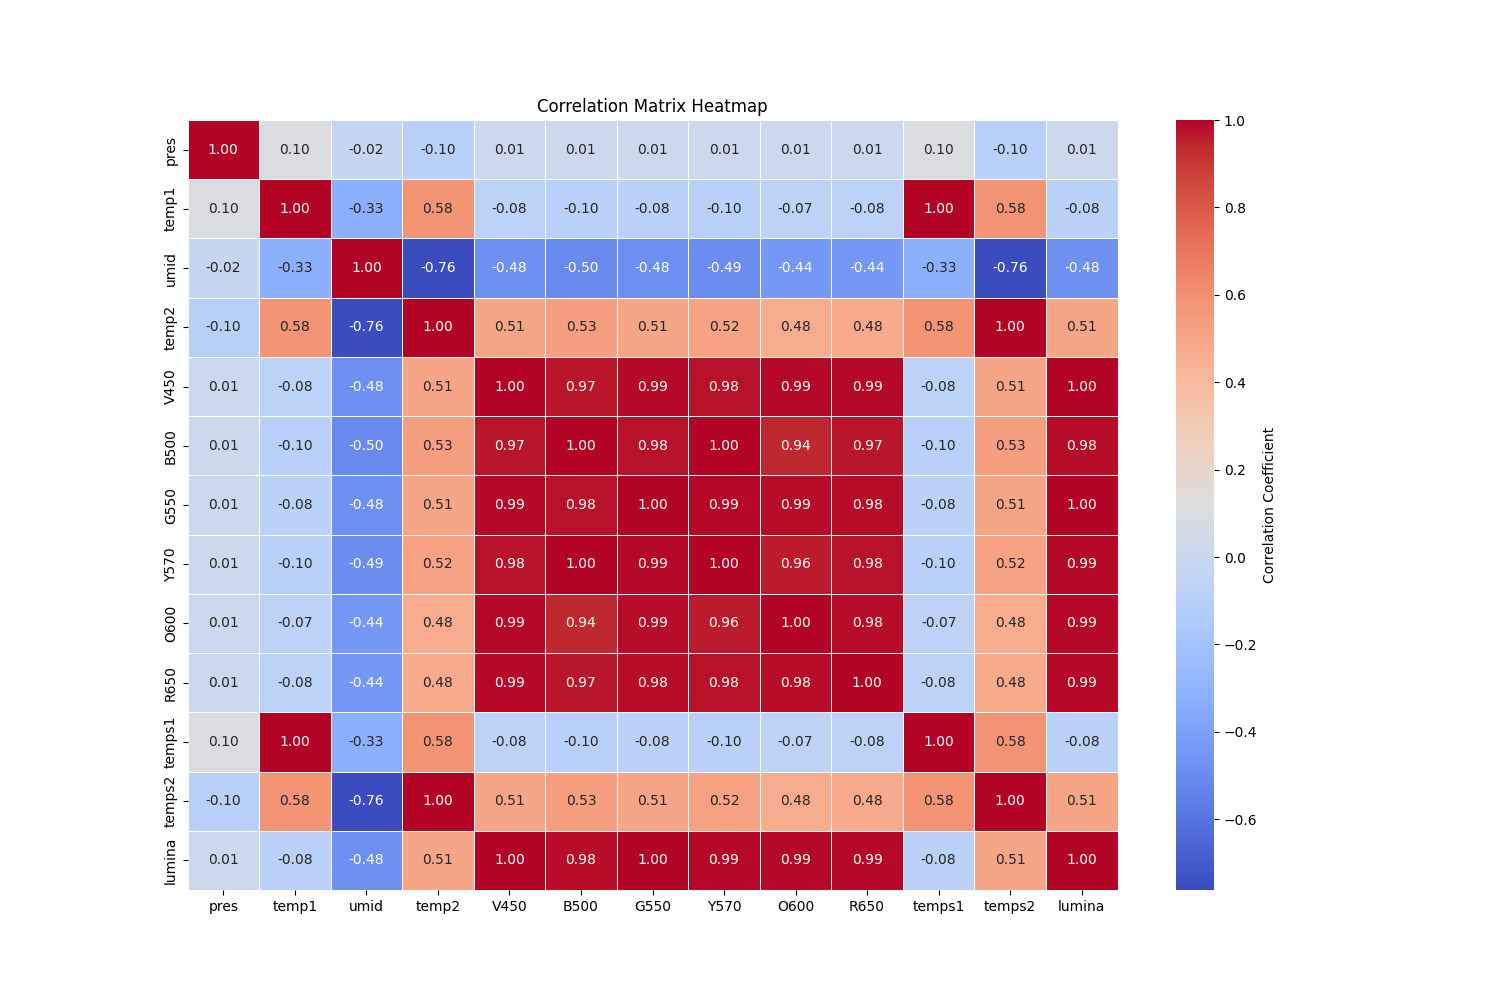 Correlation Matrix Heatmap
pres 1.00 0.10 -0.02 -0.10 0.01 0.01 0.01 0.01 0.01 0.01 0.10 -0.10 0.01
temp1 0.10 1.00 -0.33 0.58 -0.08 -0.10 -0.08 -0.10 -0.07 -0.08 1.00 0.58 -0.08
umid -0.02 -0.33 1.00 -0.76 -0.48 -0.50 -0.48 -0.49 -0.44 -0.44 -0.33 -0.76 -0.48
temp2 -0.10 0.58 -0.76 1.00 0.51 0.53 0.51 0.52 0.48 0.48 0.58 1.00 0.51
V450 0.01 -0.08 -0.48 0.51 1.00 0.97 0.99 0.98 0.99 0.99 -0.08 0.51 1.00
B500 0.01 -0.10 -0.50 0.53 0.97 1.00 0.98 1.00 0.94 0.97 -0.10 0.53 0.98
G550 0.01 -0.08 -0.48 0.51 0.99 0.98 1.00 0.99 0.99 0.98 -0.08 0.51 1.00
Y570 0.01 -0.10 -0.49 0.52 0.98 1.00 0.99 1.00 0.96 0.98 -0.10 0.52 0.99
O600 0.01 -0.07 -0.44 0.48 0.99 0.94 0.99 0.96 1.00 0.98 -0.07 0.48 0.99
R650 0.01 -0.08 -0.44 0.48 0.99 0.97 0.98 0.98 0.98 1.00 -0.08 0.48 0.99
temps1 0.10 1.00 -0.33 0.58 -0.08 -0.10 -0.08 -0.10 -0.07 -0.08 1.00 0.58 -0.08
temps2 -0.10 0.58 -0.76 1.00 0.51 0.53 0.51 0.52 0.48 0.48 0.58 1.00 0.51
lumina 0.01 -0.08 -0.48 0.51 1.00 0.98 1.00 0.99 0.99 0.99 -0.08 0.51 1.00
pres temp1 umid temp2 V450 B500 G550 Y570 O600 R650 temps1 temps2 lumina
1.0
0.8
0.6
0.4
0.2
0.0
−0.2
−0.4
−0.6
Correlation Coefficient